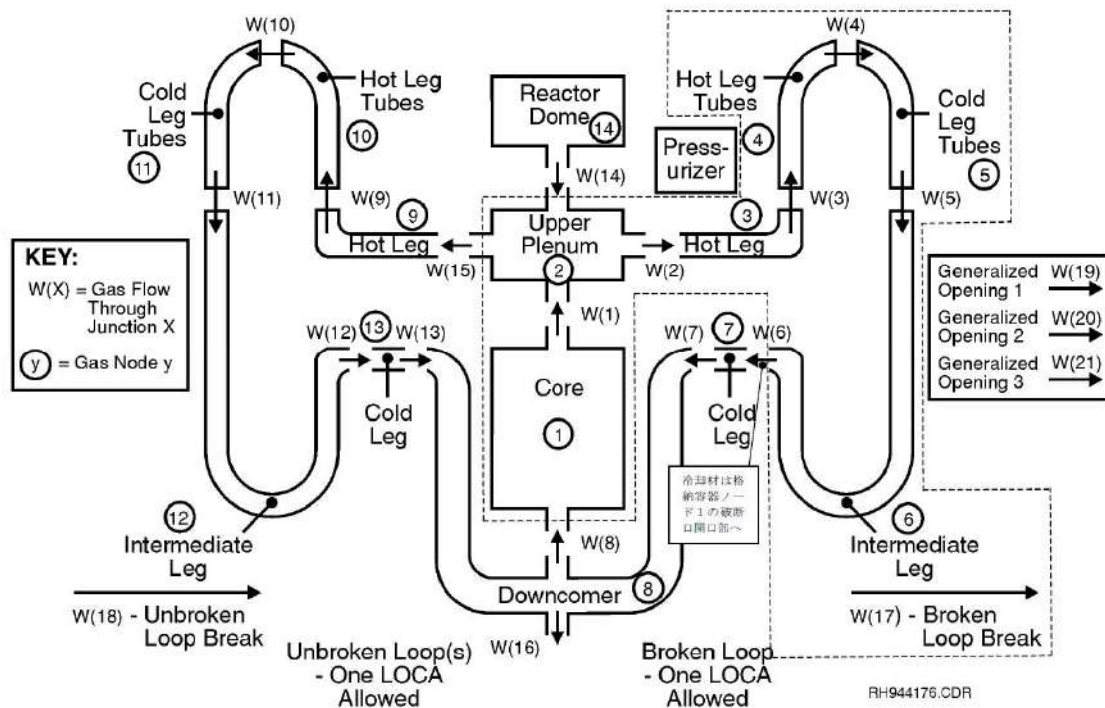 W(10)
W(4)
Cold
Leg
Tubes
11
Hot Leg
Tubes
10
Reactor
Dome
14
Press-
urizer
Hot Leg
Tubes
4
Cold
Leg
Tubes
5
W(11)
W(9)
9
Hot Leg
W(15)
W(14)
Upper
Plenum
2
W(2)
3
Hot Leg
W(3)
W(5)
KEY:
W(X) = Gas Flow
Through
Junction X
y = Gas Node y
Generalized W(19)
Opening 1
Generalized W(20)
Opening 2
Generalized W(21)
Opening 3
W(1)
W(12)
13
W(13)
Cold
Leg
Core
1
W(7)
7
W(6)
Cold
Leg
冷却材は格
納容器ノー
ド1の破断
口開口部へ
12
Intermediate
Leg
W(8)
Downcomer
8
W(16)
6
Intermediate
Leg
W(18) - Unbroken
Loop Break
W(17) - Broken
Loop Break
Unbroken Loop(s)
- One LOCA
Allowed
Broken Loop
- One LOCA
Allowed
RH944176.CDR